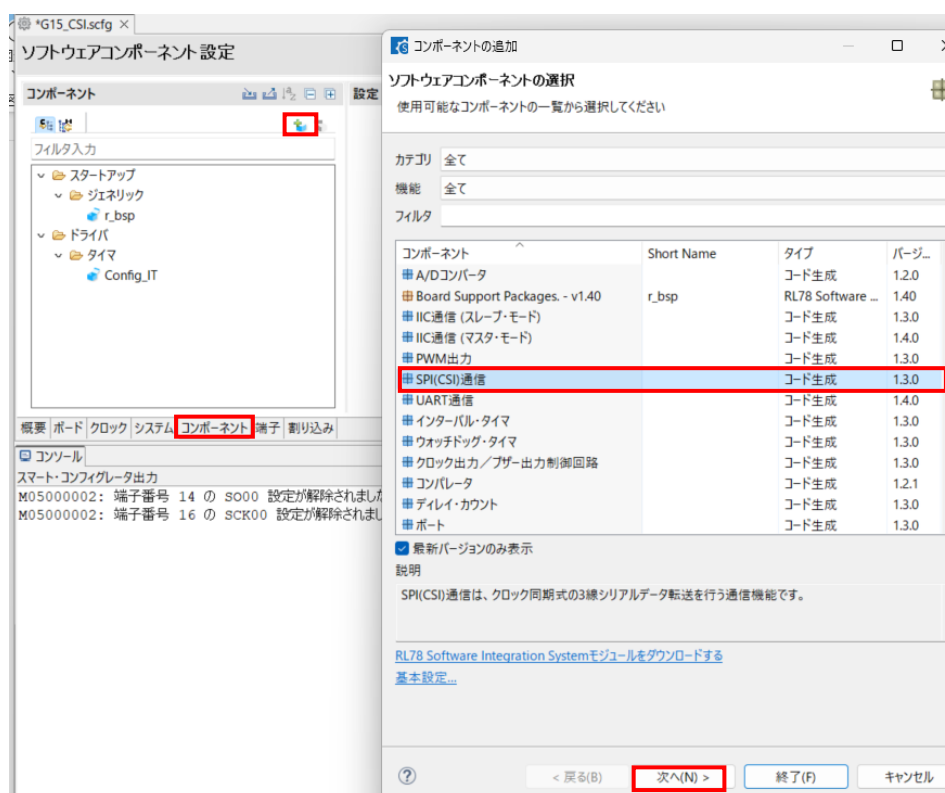 *G15_CSI.scfg
ソフトウェアコンポーネント設定
コンポーネント
設定
フィルタ入力
スタートアップ
ジェネリック
r_bsp
ドライバ
タイマ
Config_IT
概要 ボード クロック システム コンポーネント 端子 割り込み
コンソール
スマート・コンフィグレータ出力
M05000002: 端子番号 14 の SO00 設定が解除されました
M05000002: 端子番号 16 の SCK00 設定が解除されまし
コンポーネントの追加
ソフトウェアコンポーネントの選択
使用可能なコンポーネントの一覧から選択してください
カテゴリ 全て
機能 全て
フィルタ
コンポーネント Short Name タイプ バージ...
A/Dコンバータ コード生成 1.2.0
Board Support Packages. - v1.40 r_bsp RL78 Software ... 1.40
IIC通信 (スレーブ・モード) コード生成 1.3.0
IIC通信 (マスタ・モード) コード生成 1.4.0
PWM出力 コード生成 1.3.0
SPI(CSI)通信 コード生成 1.3.0
UART通信 コード生成 1.4.0
インターバル・タイマ コード生成 1.3.0
ウォッチドッグ・タイマ コード生成 1.3.0
クロック出力／ブザー出力制御回路 コード生成 1.3.0
コンパレータ コード生成 1.2.1
ディレイ・カウント コード生成 1.3.0
ポート コード生成 1.3.0
最新バージョンのみ表示
説明
SPI(CSI)通信は、クロック同期式の3線シリアルデータ転送を行う通信機能です。
RL78 Software Integration Systemモジュールをダウンロードする
基本設定...
< 戻る(B) 次へ(N) > 終了(F) キャンセル